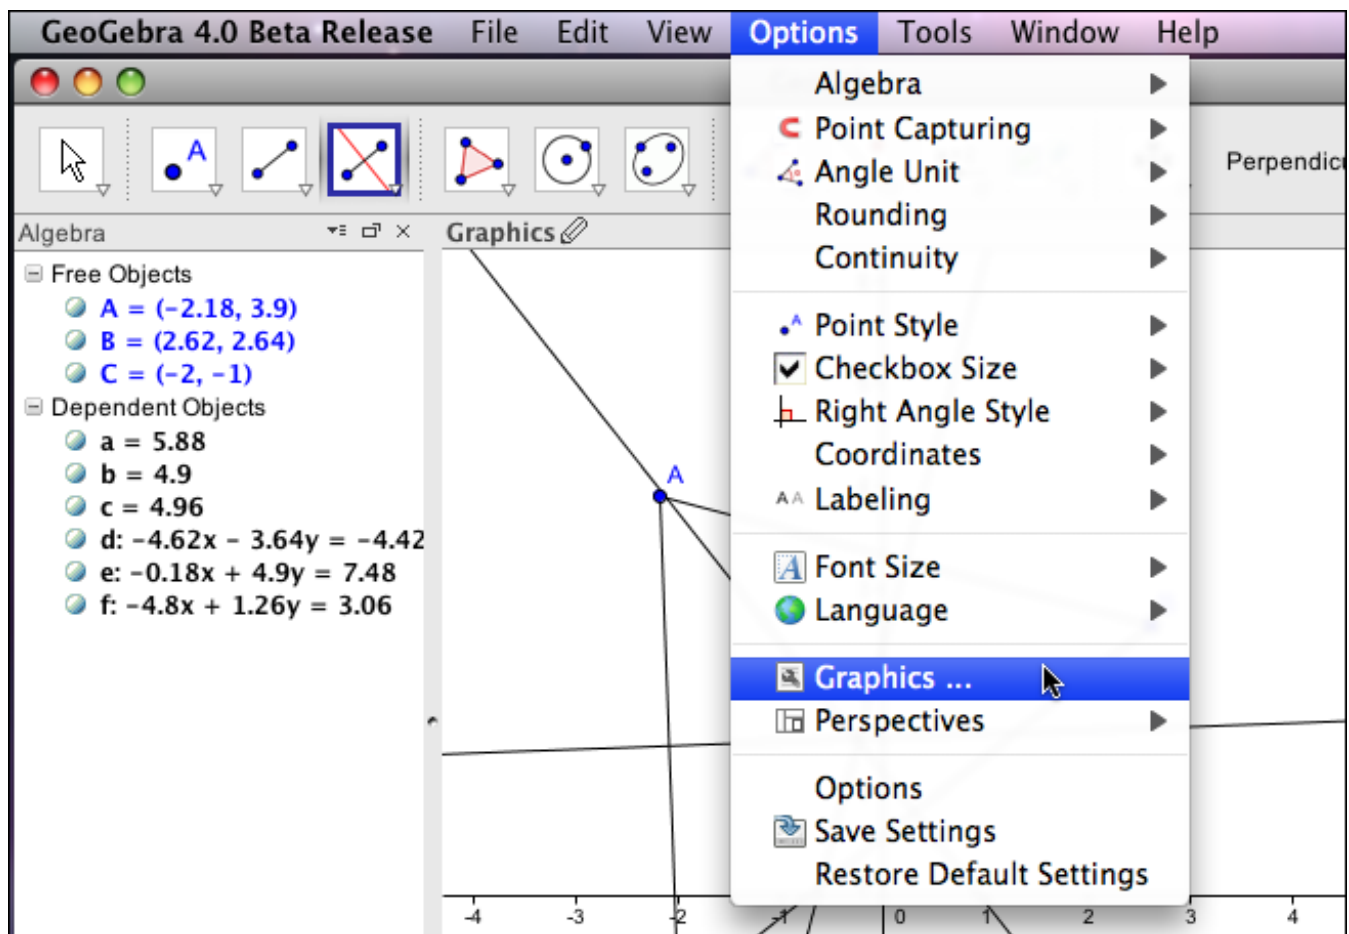 GeoGebra 4.0 Beta Release File Edit View Options Tools Window Help
A
Perpendicu
Algebra
Graphics
Free Objects
A = (-2.18, 3.9)
B = (2.62, 2.64)
C = (-2, -1)
Dependent Objects
a = 5.88
b = 4.9
c = 4.96
d: -4.62x - 3.64y = -4.42
e: -0.18x + 4.9y = 7.48
f: -4.8x + 1.26y = 3.06
A
Algebra
Point Capturing
Angle Unit
Rounding
Continuity
A Point Style
Checkbox Size
Right Angle Style
Coordinates
AA Labeling
A Font Size
Language
Graphics ...
Perspectives
Options
Save Settings
Restore Default Settings
-4 -3 -2 -1 0 1 2 3 4